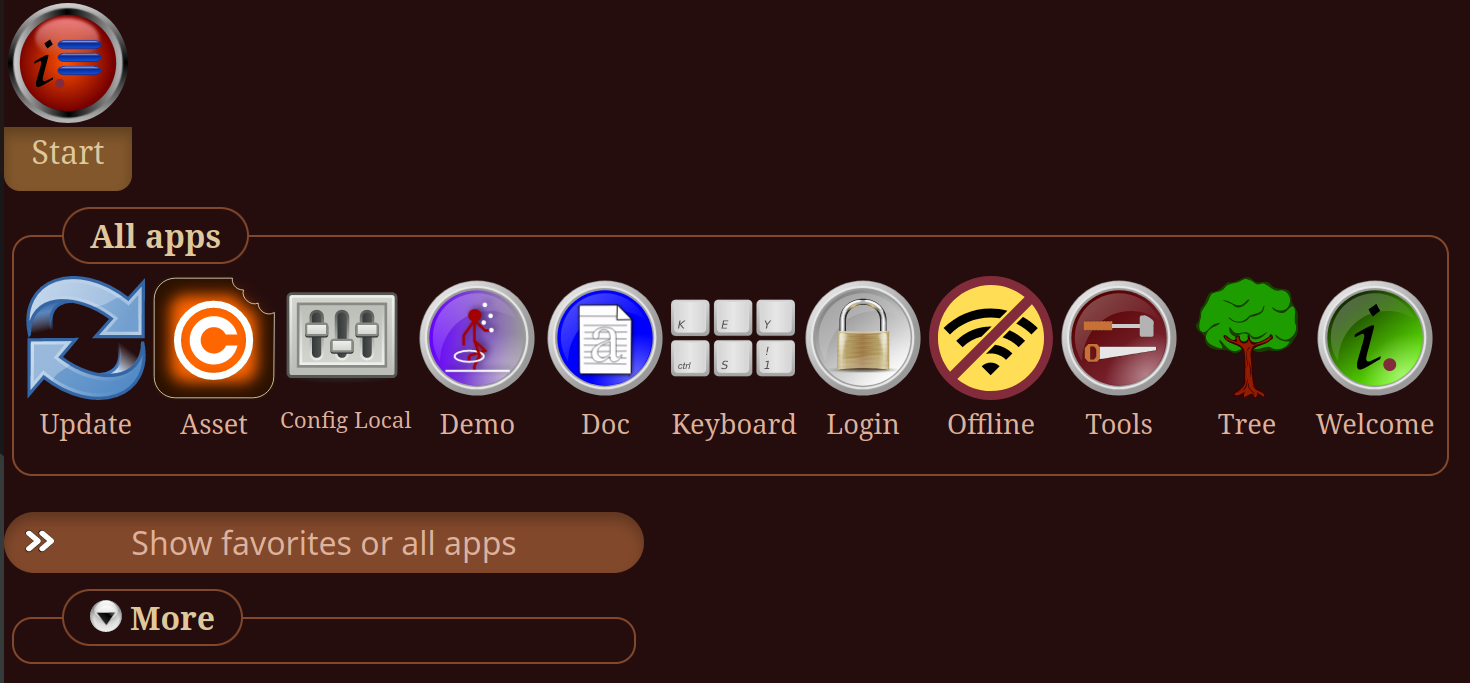 Start
All apps
Update Asset Config Local Demo Doc Keyboard Login Offline Tools Tree Welcome
Show favorites or all apps
More